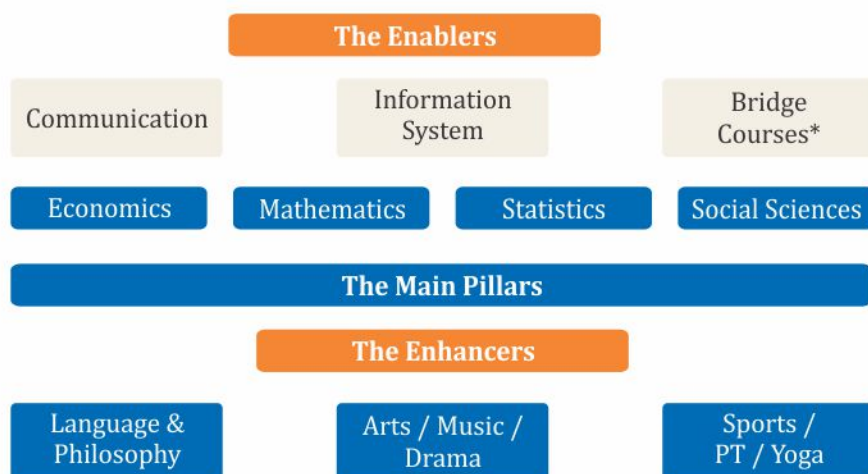 The Enablers
Communication
Information
System
Bridge
Courses*
Economics
Mathematics
Statistics
Social Sciences
The Main Pillars
The Enhancers
Language &
Philosophy
Arts / Music /
Drama
Sports /
PT / Yoga